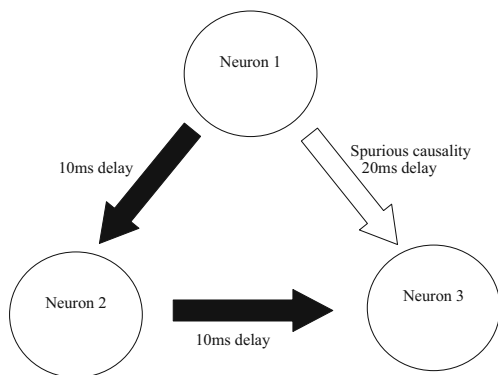 Neuron 1
Spurious causality
20ms delay
10ms delay
Neuron 2
Neuron 3
10ms delay